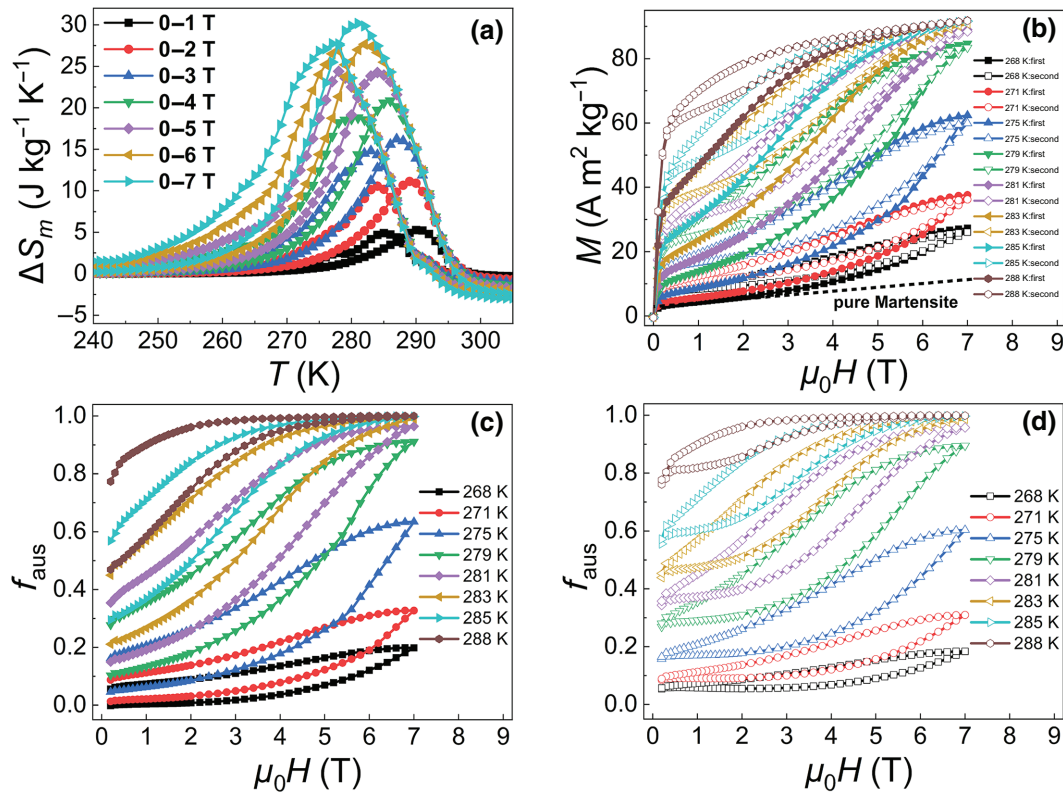 (a)
0–1 T
0–2 T
0–3 T
0–4 T
0–5 T
0–6 T
0–7 T
ΔSm (J kg−1 K−1)
30
25
20
15
10
5
0
–5
240 250 260 270 280 290 300
T (K)
(b)
M (A m2 kg−1)
80
60
40
20
0
268 K:first
268 K:second
271 K:first
271 K:second
275 K:first
275 K:second
279 K:first
279 K:second
281 K:first
281 K:second
283 K:first
283 K:second
285 K:first
285 K:second
288 K:first
288 K:second
pure Martensite
0 1 2 3 4 5 6 7 8 9
μ0H (T)
(c)
faus
1.0
0.8
0.6
0.4
0.2
0.0
268 K
271 K
275 K
279 K
281 K
283 K
285 K
288 K
0 1 2 3 4 5 6 7 8 9
μ0H (T)
(d)
faus
1.0
0.8
0.6
0.4
0.2
0.0
268 K
271 K
275 K
279 K
281 K
283 K
285 K
288 K
0 1 2 3 4 5 6 7 8 9
μ0H (T)